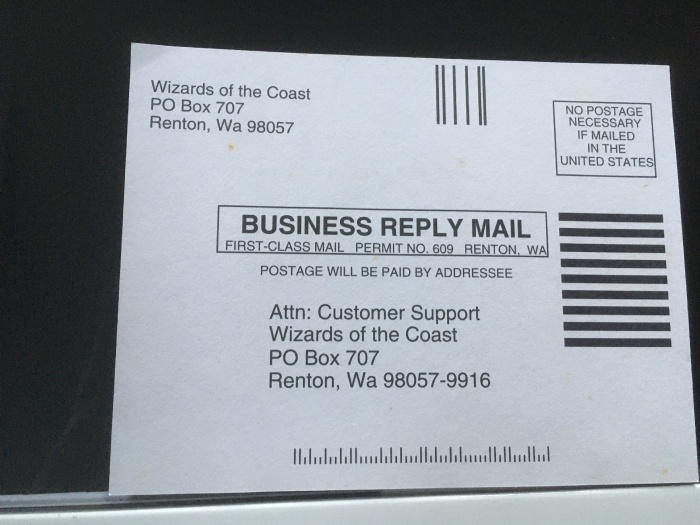 Wizards of the Coast
PO Box 707
Renton, Wa 98057
NO POSTAGE
NECESSARY
IF MAILED
IN THE
UNITED STATES
BUSINESS REPLY MAIL
FIRST-CLASS MAIL PERMIT NO. 609 RENTON, WA
POSTAGE WILL BE PAID BY ADDRESSEE
Attn: Customer Support
Wizards of the Coast
PO Box 707
Renton, Wa 98057-9916